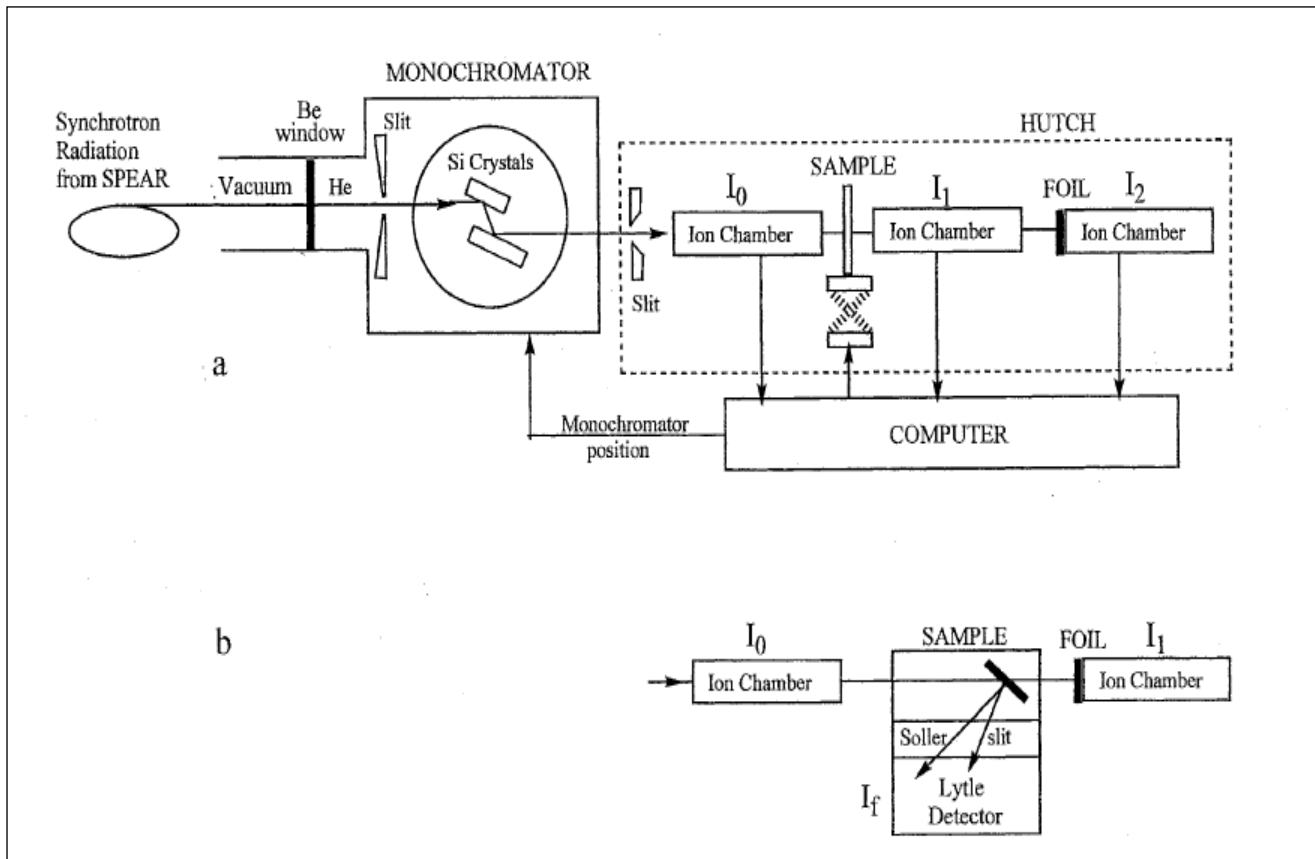 MONOCHROMATOR
Synchrotron
Radiation
from SPEAR
Be
window
Slit
Vacuum
He
Si Crystals
Slit
HUTCH
SAMPLE
I0
Ion Chamber
I1
Ion Chamber
FOIL
I2
Ion Chamber
a
Monochromator
position
COMPUTER
b
I0
Ion Chamber
SAMPLE
FOIL
I1
Ion Chamber
Soller slit
If
Lytle
Detector